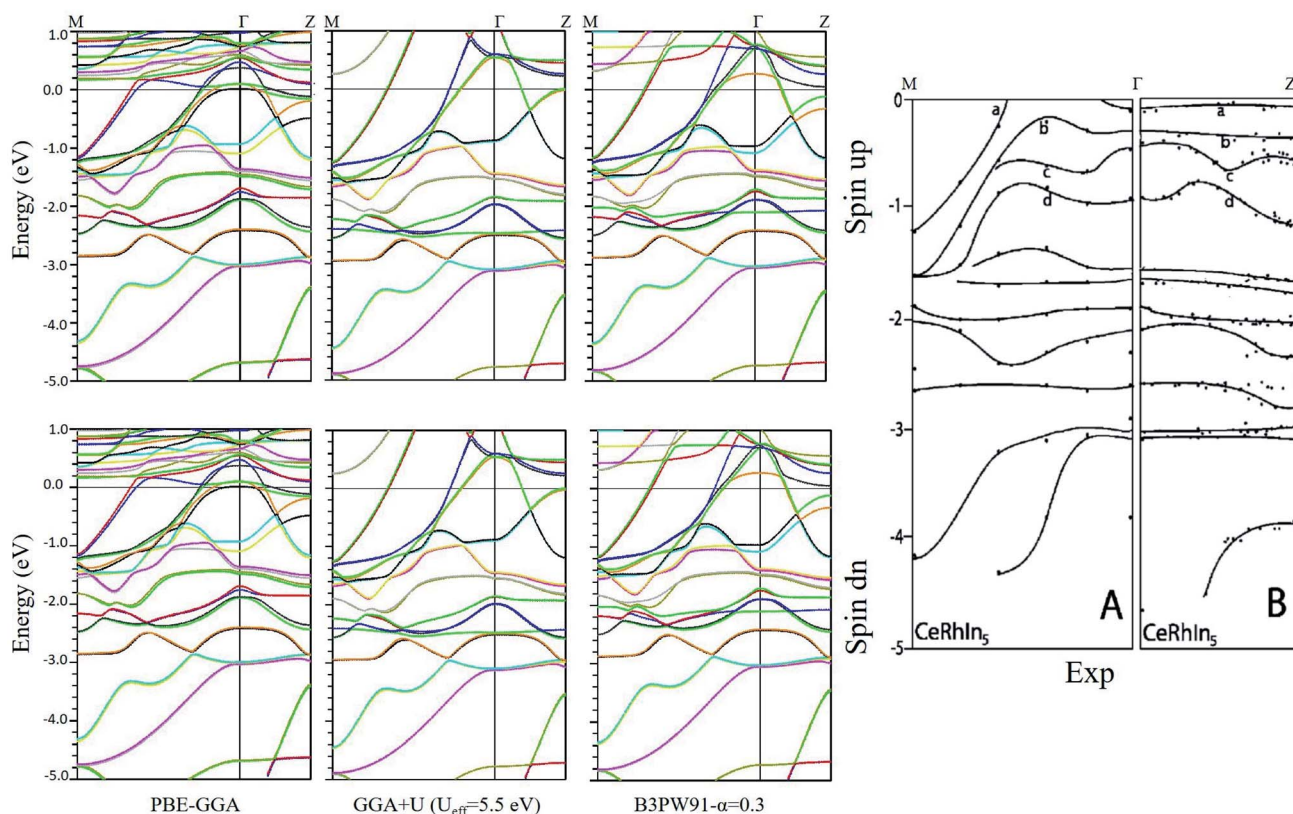 M Γ Z M Γ Z M Γ Z
1.0
0.0
-1.0
-2.0
-3.0
-4.0
-5.0
Energy (eV)
Spin up
1.0
0.0
-1.0
-2.0
-3.0
-4.0
-5.0
Energy (eV)
Spin dn
PBE-GGA GGA+U (Ueff=5.5 eV) B3PW91-α=0.3
M Γ Z
0
-1
-2
-3
-4
-5
a a
b b
c c
d d
A B
CeRhIn5 CeRhIn5
Exp